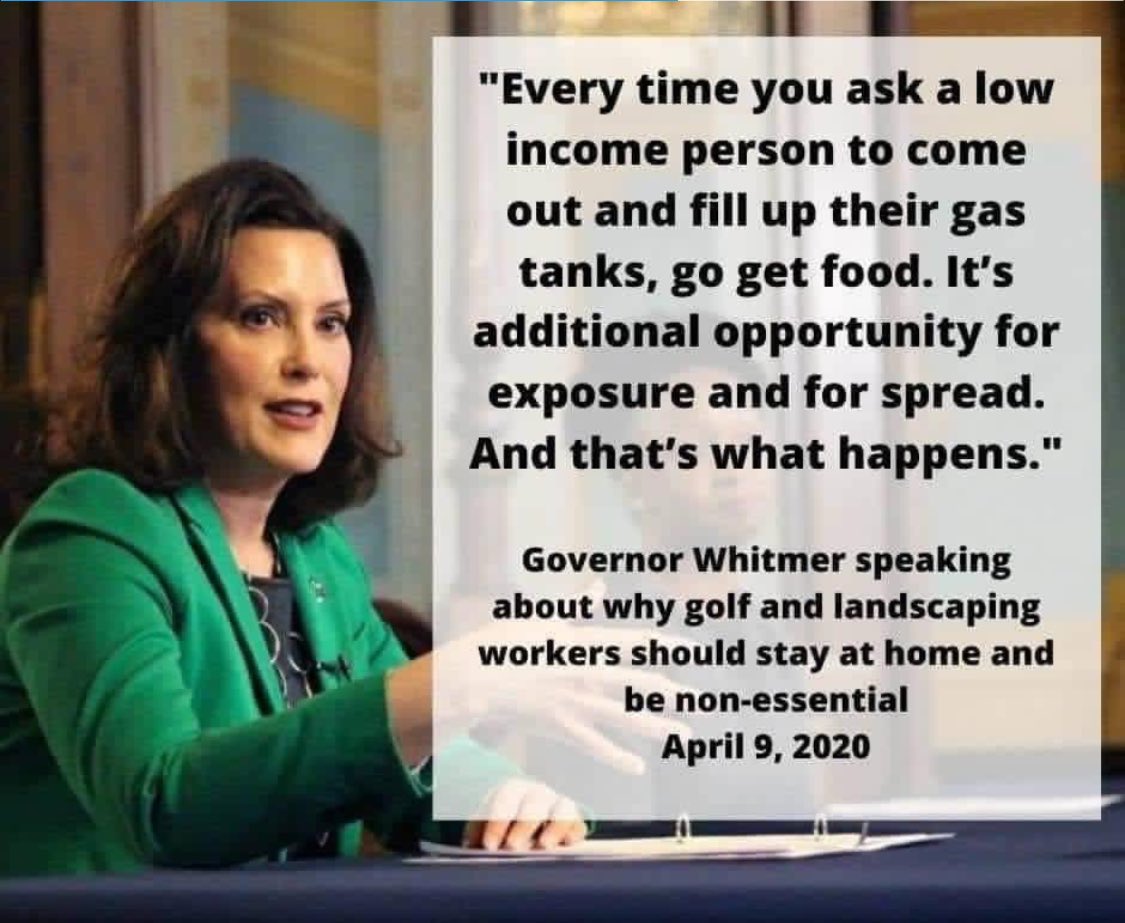 "Every time you ask a low
income person to come
out and fill up their gas
tanks, go get food. It’s
additional opportunity for
exposure and for spread.
And that’s what happens."
Governor Whitmer speaking
about why golf and landscaping
workers should stay at home and
be non-essential
April 9, 2020